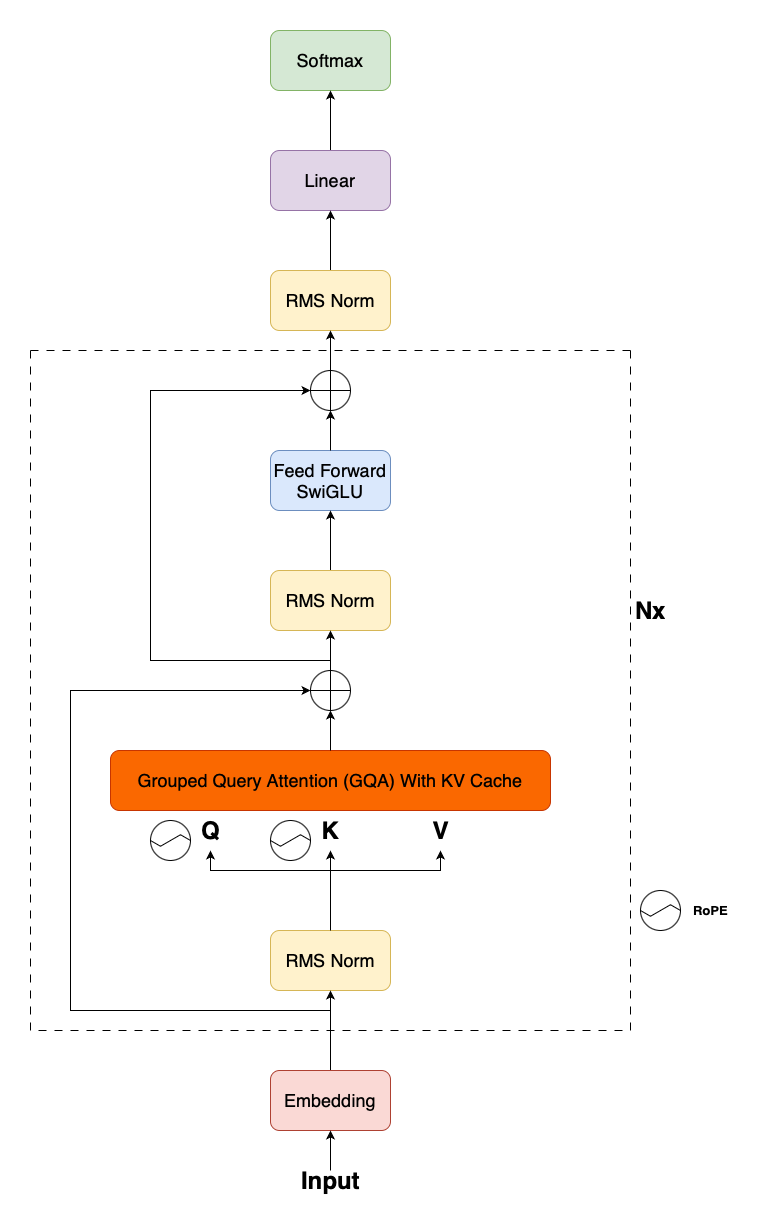 Softmax
Linear
RMS Norm
Feed Forward
SwiGLU
RMS Norm
Nx
Grouped Query Attention (GQA) With KV Cache
Q K V
RoPE
RMS Norm
Embedding
Input